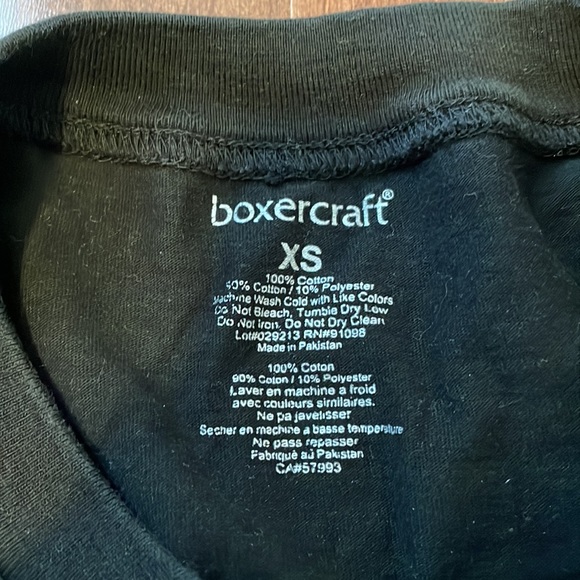 boxercraft®
XS
100% Cotton
90% Cotton / 10% Polyester
Machine Wash Cold with Like Colors
Do Not Bleach, Tumble Dry Low
Do Not Iron. Do Not Dry Clean
Lot#029213 RN#91098
Made in Pakistan
100% Coton
90% Coton / 10% Polyester
Laver en machine a froid
avec couleurs similaires.
Ne pa javelisser
Secher en machine a basse temperature
Ne pass repasser
Fabriqué au Pakistan
CA#57993